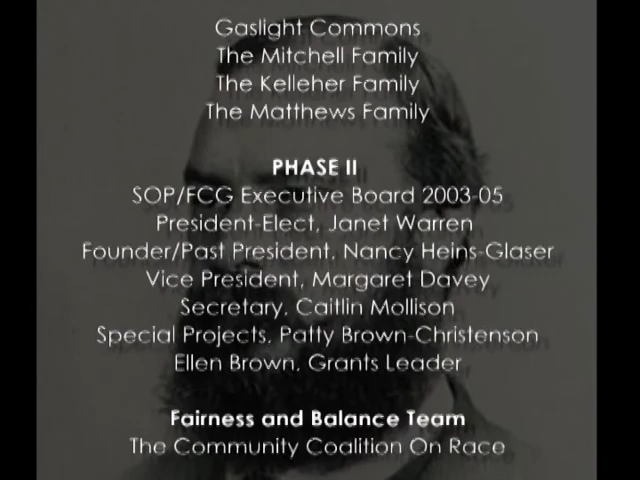 Gaslight Commons
The Mitchell Family
The Kelleher Family
The Matthews Family
PHASE II
SOP/FCG Executive Board 2003-05
President-Elect, Janet Warren
Founder/Past President, Nancy Heins-Glaser
Vice President, Margaret Davey
Secretary, Caitlin Mollison
Special Projects, Patty Brown-Christenson
Ellen Brown, Grants Leader
Fairness and Balance Team
The Community Coalition On Race